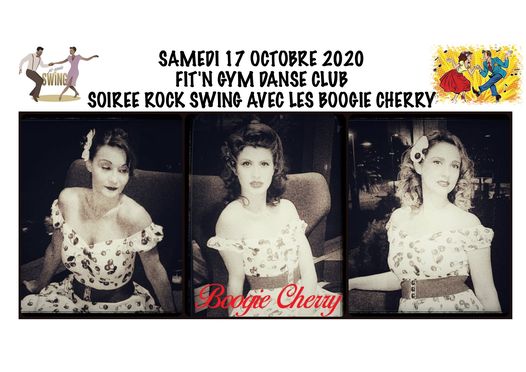 SAMEDI 17 OCTOBRE 2020
FIT'N GYM DANSE CLUB
SOIREE ROCK SWING AVEC LES BOOGIE CHERRY
SWING
Boogie Cherry